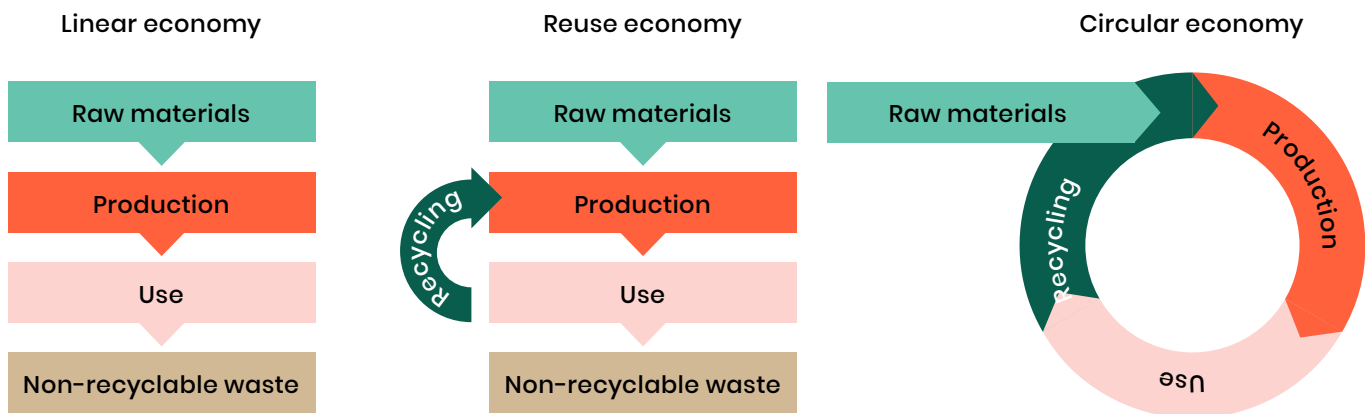 Linear economy
Raw materials
Production
Use
Non-recyclable waste
Reuse economy
Raw materials
Recycling
Production
Use
Non-recyclable waste
Circular economy
Raw materials
Production
Recycling
Use